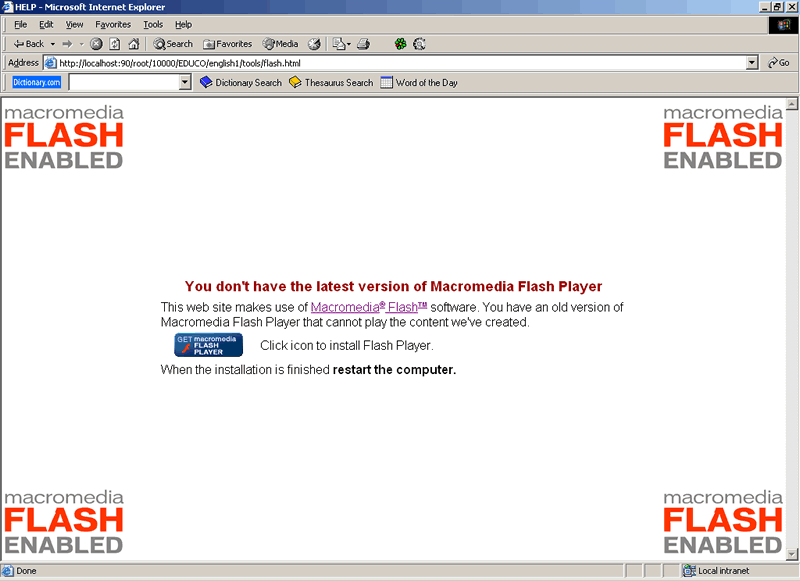 HELP - Microsoft Internet Explorer
File Edit View Favorites Tools Help
Back Search Favorites Media
Address http://localhost:90/root/10000/EDUCO/english1/tools/flash.html Go
Dictionary.com Dictionary Search Thesaurus Search Word of the Day
macromedia macromedia
FLASH FLASH
ENABLED ENABLED
You don't have the latest version of Macromedia Flash Player
This web site makes use of Macromedia® Flash™ software. You have an old version of
Macromedia Flash Player that cannot play the content we've created.
GET macromedia
FLASH
PLAYER
Click icon to install Flash Player.
When the installation is finished restart the computer.
macromedia macromedia
FLASH FLASH
ENABLED ENABLED
Done Local intranet